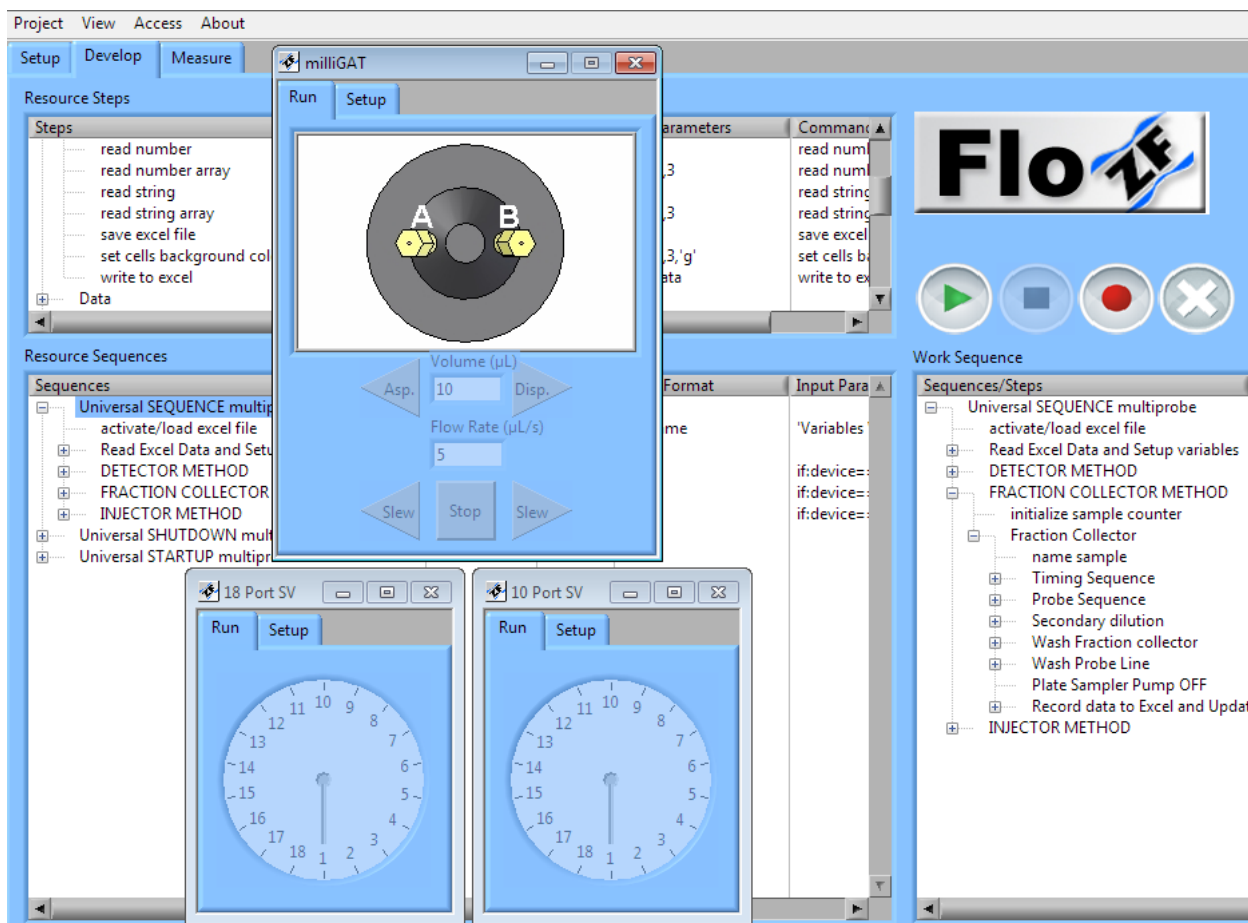 Project View Access About
Setup Develop Measure
Resource Steps
Steps
read number
read number array
read string
read string array
save excel file
set cells background col
write to excel
Data
milliGAT
Run Setup
A B
Volume (µL)
Asp. 10 Disp.
Flow Rate (µL/s)
5
Slew Stop Slew
arameters Command
read num
,3 read num
read string
,3 read string
save excel
,3,'g' set cells b
ata write to ex
Flo ZF
Resource Sequences
Sequences Format Input Para
Universal SEQUENCE multip
activate/load excel file me 'Variables
Read Excel Data and Setu
DETECTOR METHOD if:device=
FRACTION COLLECTOR if:device=
INJECTOR METHOD if:device=
Universal SHUTDOWN mult
Universal STARTUP multipr
18 Port SV
Run Setup
1 2 3 4 5 6 7 8 9 10 11 12 13 14 15 16 17 18
10 Port SV
Run Setup
1 2 3 4 5 6 7 8 9 10 11 12 13 14 15 16 17 18
Work Sequence
Sequences/Steps
Universal SEQUENCE multiprobe
activate/load excel file
Read Excel Data and Setup variables
DETECTOR METHOD
FRACTION COLLECTOR METHOD
initialize sample counter
Fraction Collector
name sample
Timing Sequence
Probe Sequence
Secondary dilution
Wash Fraction collector
Wash Probe Line
Plate Sampler Pump OFF
Record data to Excel and Updat
INJECTOR METHOD